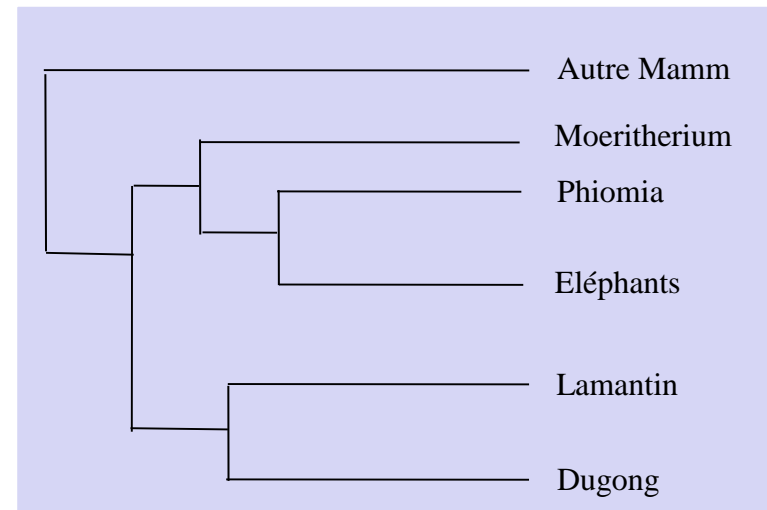 Autre Mamm
Moeritherium
Phiomia
Eléphants
Lamantin
Dugong